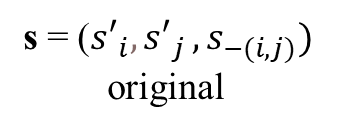 s = (s′ᵢ, s′ⱼ, s₋₍ᵢ,ⱼ₎)
original